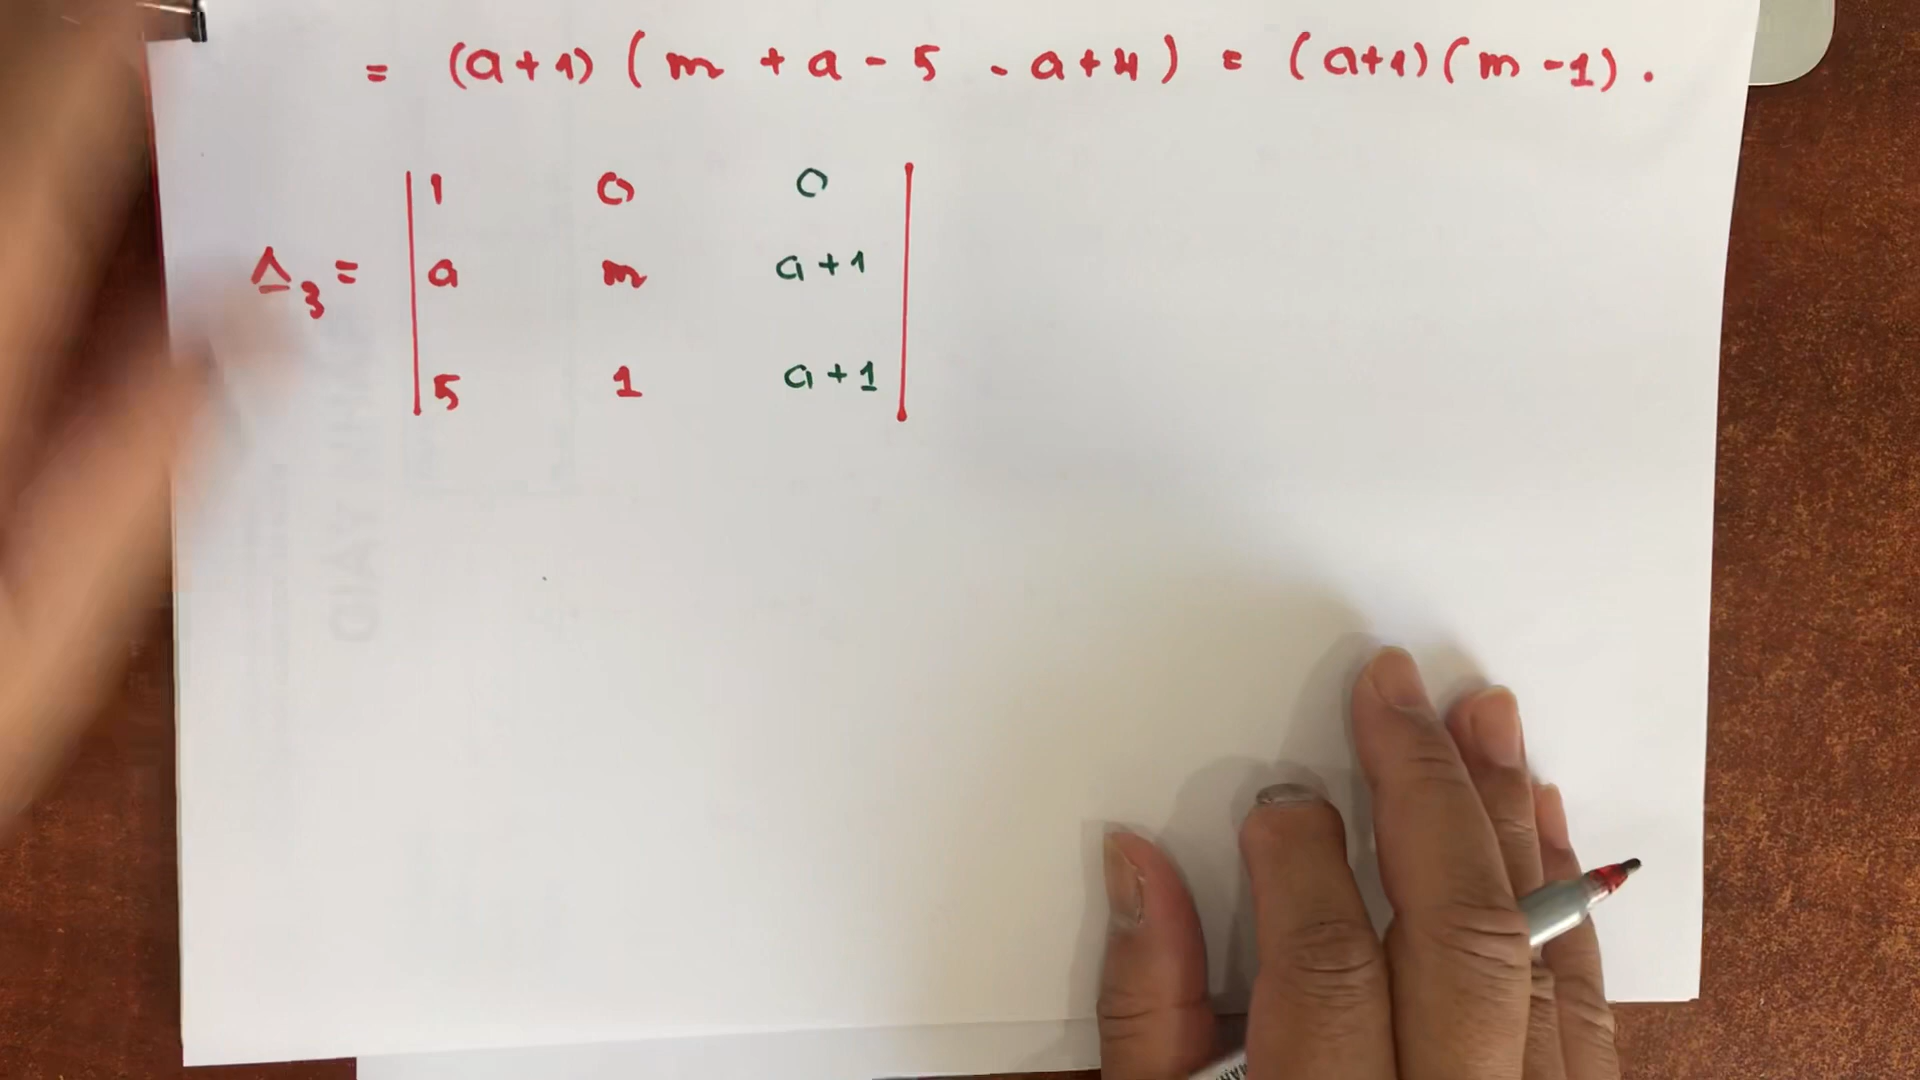 = (a+1) ( m + a - 5 - a+4 ) = (a+1) ( m -1 ) .
1 0 0
Δ₃ = a m a + 1
5 1 a + 1